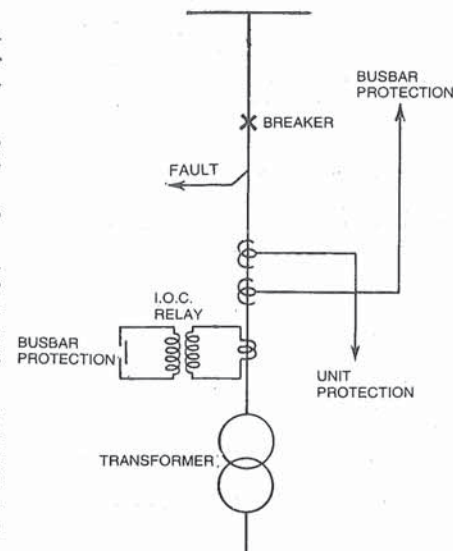 BUSBAR
PROTECTION
BREAKER
FAULT
I.O.C.
RELAY
BUSBAR
PROTECTION
UNIT
PROTECTION
TRANSFORMER